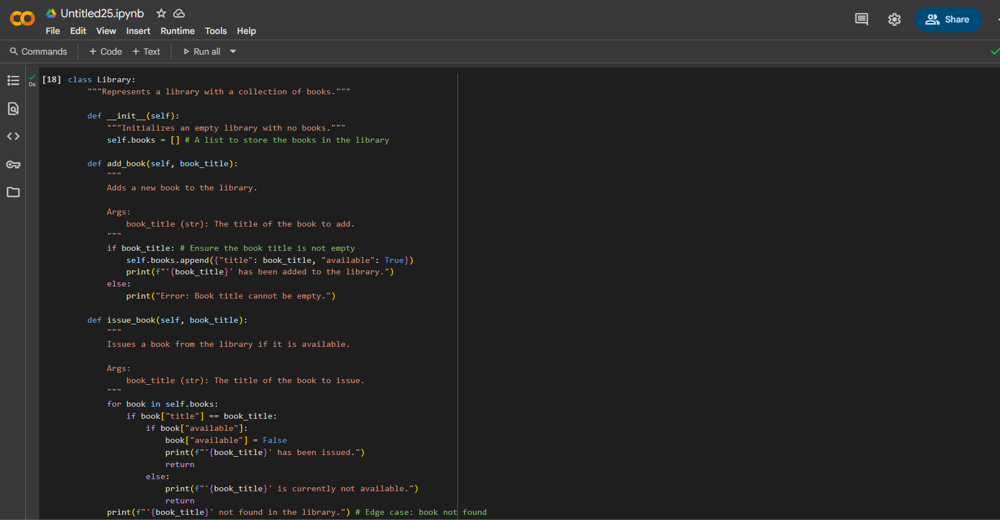 Untitled25.ipynb
File Edit View Insert Runtime Tools Help
Share
Commands + Code + Text Run all
0s
[18] class Library:
"""Represents a library with a collection of books."""
def __init__(self):
"""Initializes an empty library with no books."""
self.books = [] # A list to store the books in the library
def add_book(self, book_title):
"""
Adds a new book to the library.
Args:
book_title (str): The title of the book to add.
"""
if book_title: # Ensure the book title is not empty
self.books.append({"title": book_title, "available": True})
print(f"'{book_title}' has been added to the library.")
else:
print("Error: Book title cannot be empty.")
def issue_book(self, book_title):
"""
Issues a book from the library if it is available.
Args:
book_title (str): The title of the book to issue.
"""
for book in self.books:
if book["title"] == book_title:
if book["available"]:
book["available"] = False
print(f"'{book_title}' has been issued.")
return
else:
print(f"'{book_title}' is currently not available.")
return
print(f"'{book_title}' not found in the library.") # Edge case: book not found